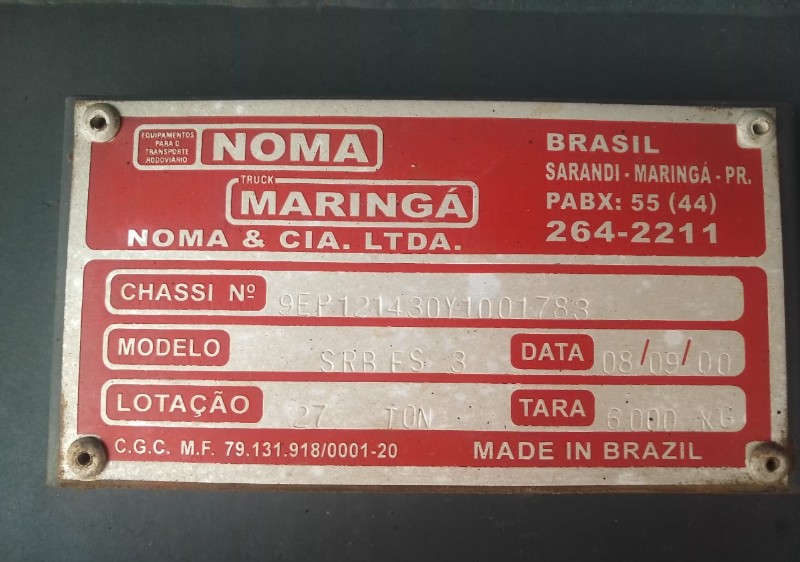 EQUIPAMENTOS
PARA O
TRANSPORTE
RODOVIÁRIO
NOMA
TRUCK
MARINGÁ
NOMA & CIA. LTDA.
BRASIL
SARANDI - MARINGÁ - PR.
PABX: 55 (44)
264-2211
CHASSI Nº 9EP121430Y1001783
MODELO SRB FS 3 DATA 08/09/00
LOTAÇÃO 27 TON TARA 6000 KG
C.G.C. M.F. 79.131.918/0001-20 MADE IN BRAZIL